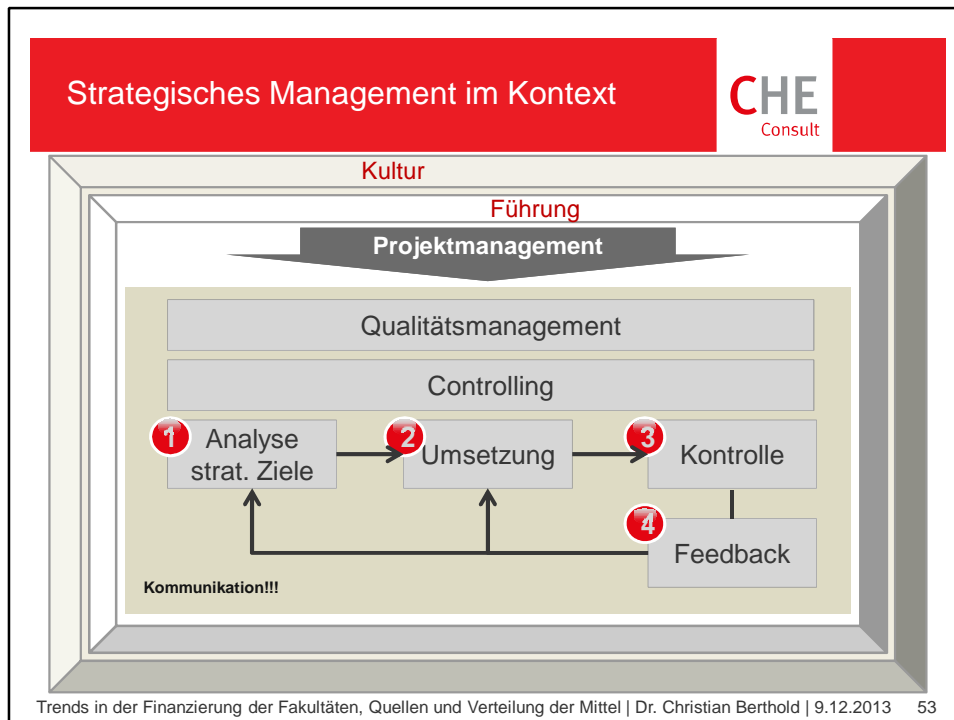 Strategisches Management im Kontext
CHE
Consult
Kultur
Führung
Projektmanagement
Qualitätsmanagement
Controlling
1
Analyse
strat. Ziele
2
Umsetzung
3
Kontrolle
4
Feedback
Kommunikation!!!
Trends in der Finanzierung der Fakultäten, Quellen und Verteilung der Mittel | Dr. Christian Berthold | 9.12.2013 53